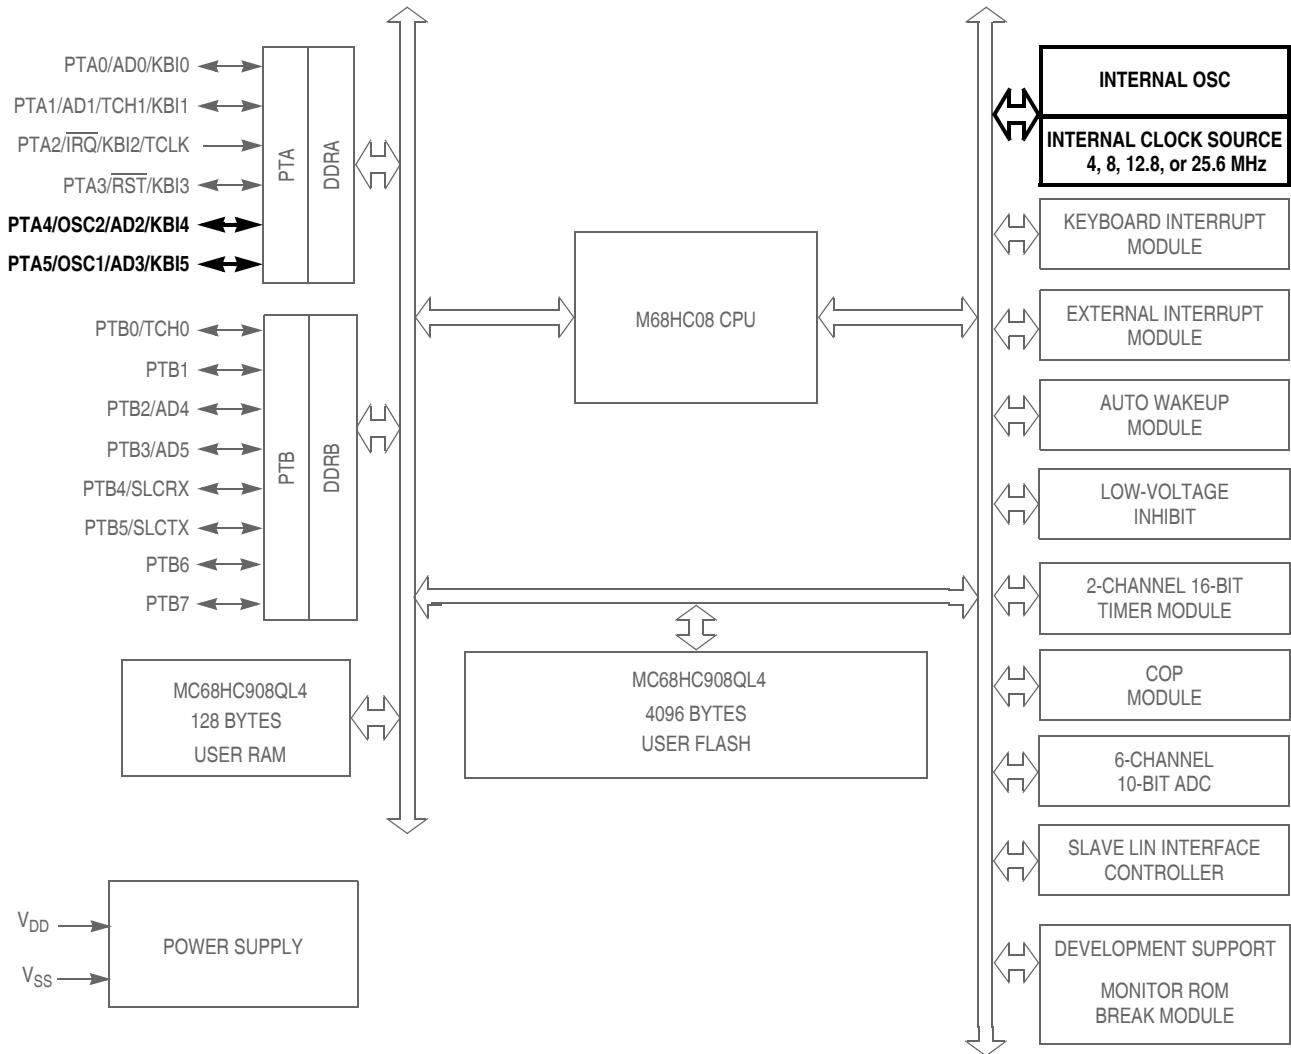 PTA0/AD0/KBI0
PTA1/AD1/TCH1/KBI1
PTA2/IRQ/KBI2/TCLK
PTA3/RST/KBI3
PTA4/OSC2/AD2/KBI4
PTA5/OSC1/AD3/KBI5
PTA
DDRA
PTB0/TCH0
PTB1
PTB2/AD4
PTB3/AD5
PTB4/SLCRX
PTB5/SLCTX
PTB6
PTB7
PTB
DDRB
M68HC08 CPU
MC68HC908QL4
128 BYTES
USER RAM
MC68HC908QL4
4096 BYTES
USER FLASH
VDD
VSS
POWER SUPPLY
INTERNAL OSC
INTERNAL CLOCK SOURCE
4, 8, 12.8, or 25.6 MHz
KEYBOARD INTERRUPT
MODULE
EXTERNAL INTERRUPT
MODULE
AUTO WAKEUP
MODULE
LOW-VOLTAGE
INHIBIT
2-CHANNEL 16-BIT
TIMER MODULE
COP
MODULE
6-CHANNEL
10-BIT ADC
SLAVE LIN INTERFACE
CONTROLLER
DEVELOPMENT SUPPORT
MONITOR ROM
BREAK MODULE